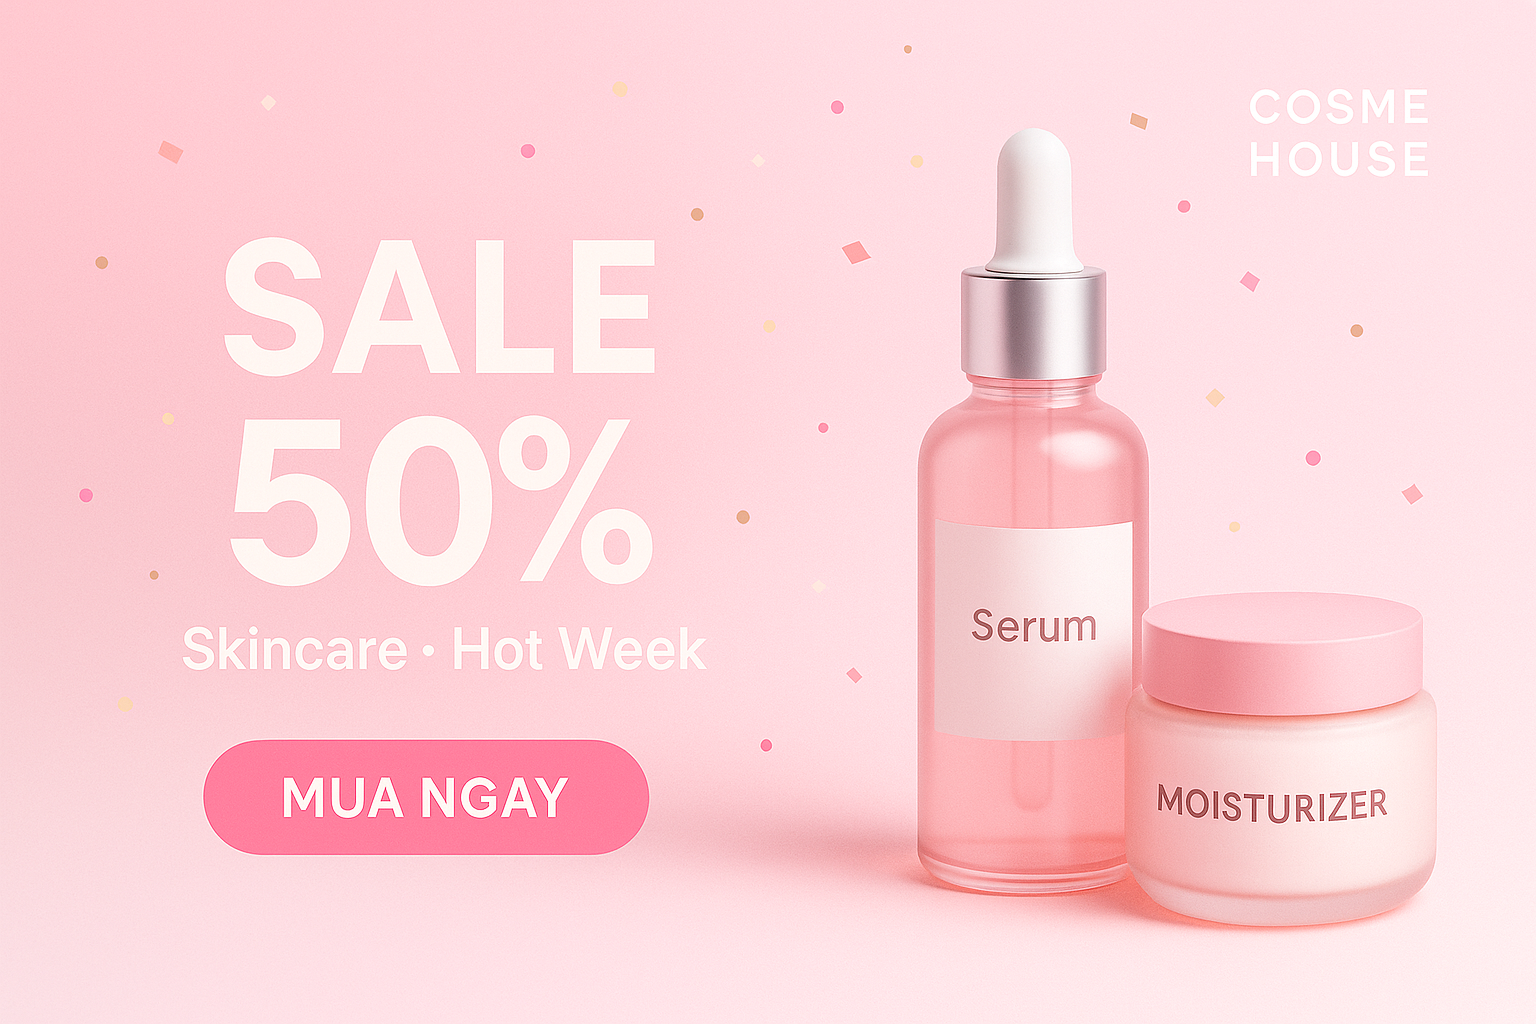 COSME
HOUSE
SALE
50%
Skincare · Hot Week
MUA NGAY
Serum
MOISTURIZER